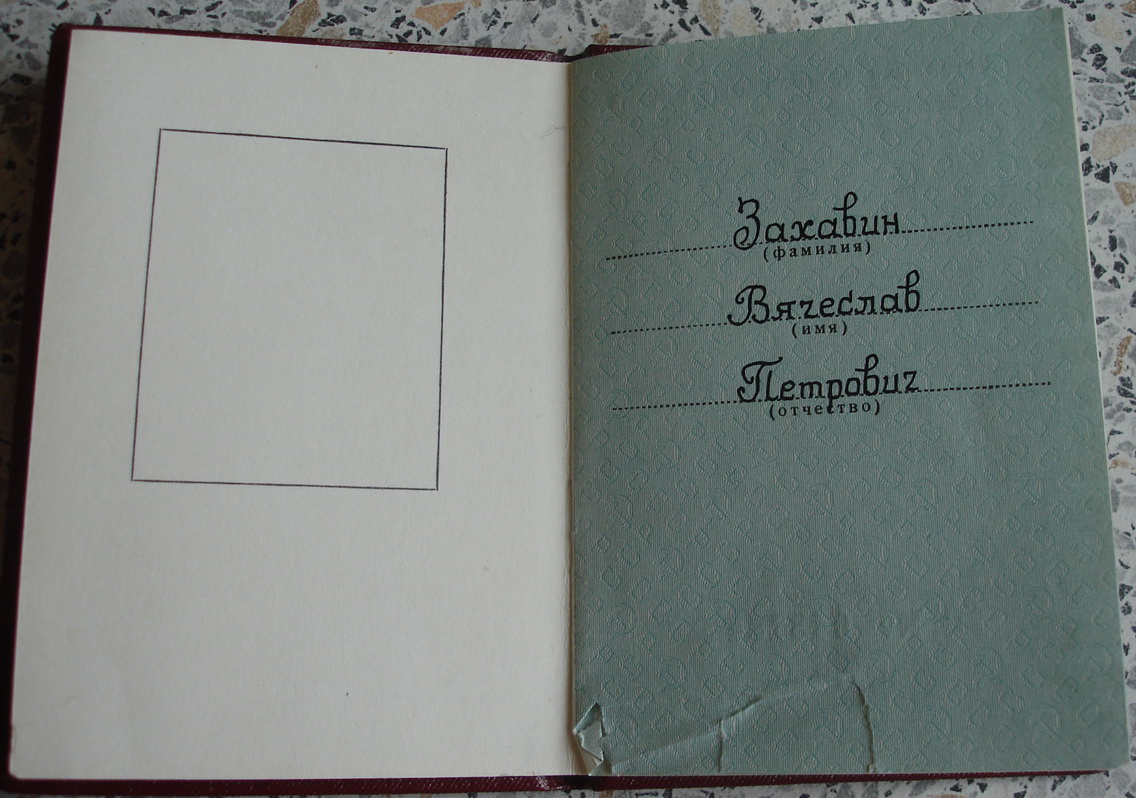 Захавин
(фамилия)
Вячеслав
(имя)
Петрович
(отчество)